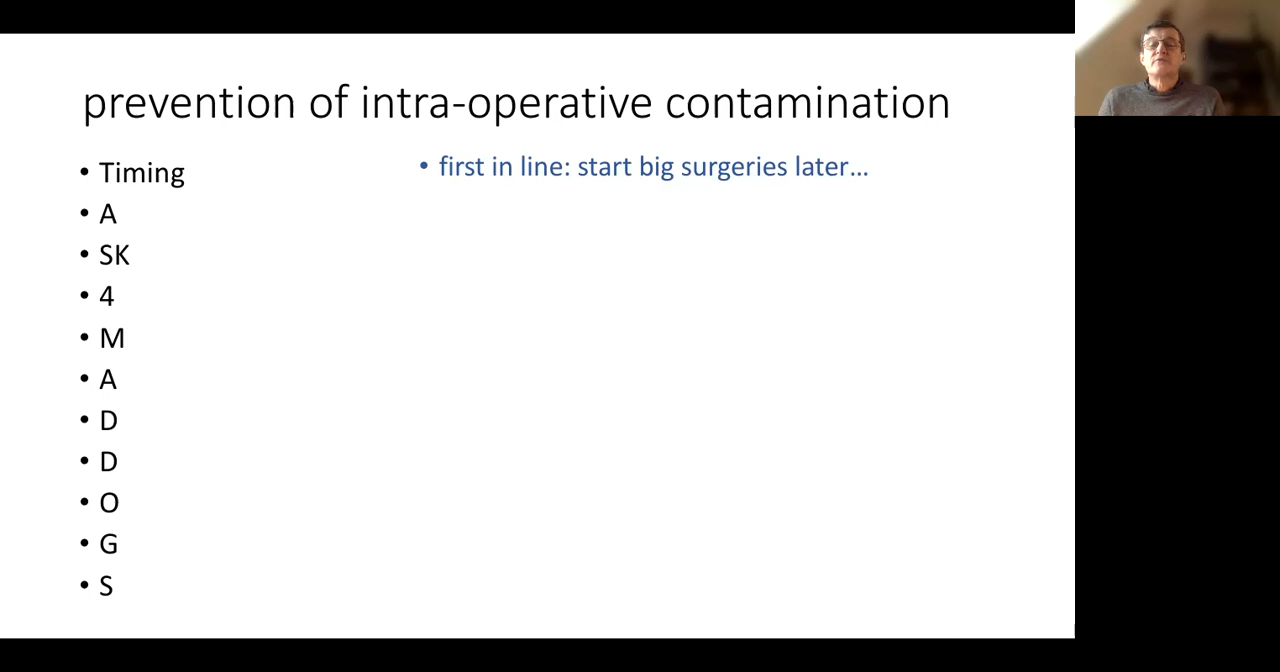 prevention of intra-operative contamination
• Timing
• first in line: start big surgeries later...
• A
• SK
• 4
• M
• A
• D
• D
• O
• G
• S